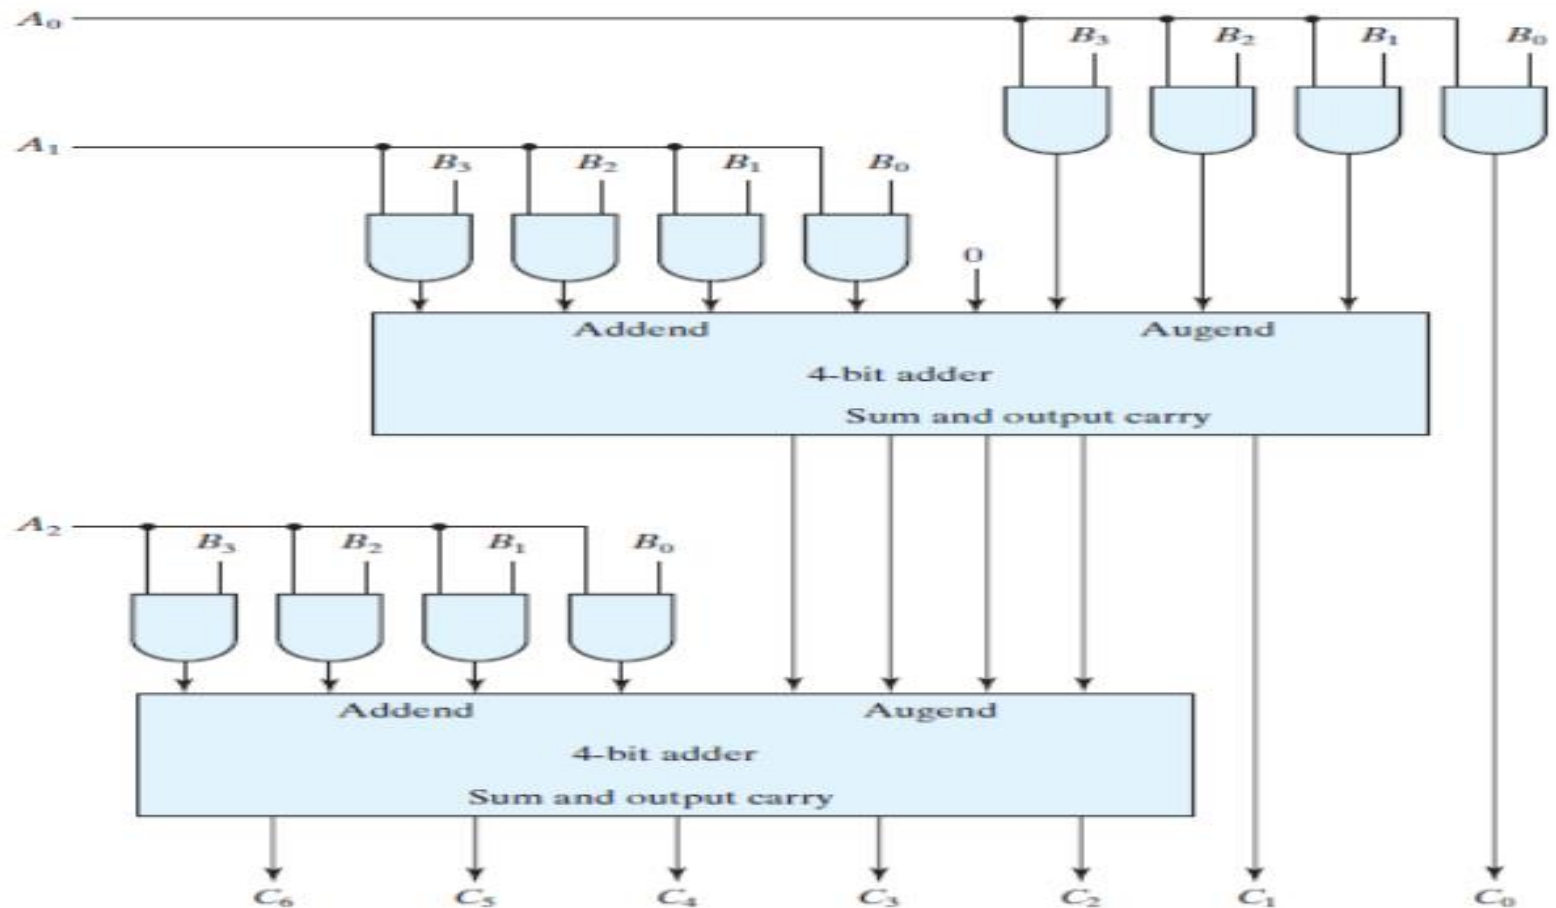 A₀
B₃ B₂ B₁ B₀
A₁
B₃ B₂ B₁ B₀
0
Addend Augend
4-bit adder
Sum and output carry
A₂
B₃ B₂ B₁ B₀
Addend Augend
4-bit adder
Sum and output carry
C₆ C₅ C₄ C₃ C₂ C₁ C₀